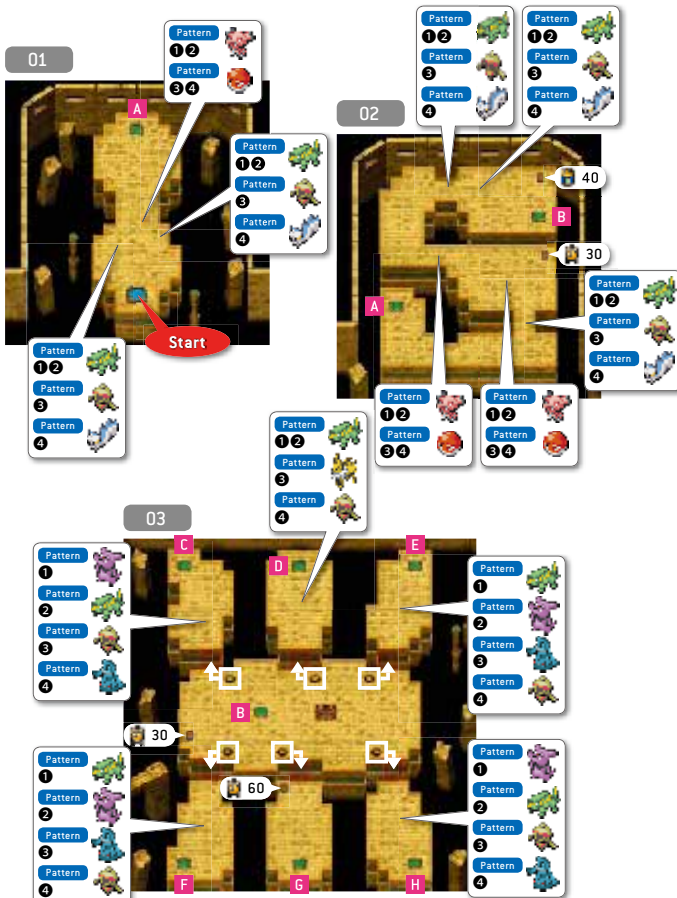 01
Pattern
❶❷
Pattern
❸❹
A
Pattern
❶❷
Pattern
❸
Pattern
❹
Start
Pattern
❶❷
Pattern
❸
Pattern
❹
02
Pattern
❶❷
Pattern
❸
Pattern
❹
Pattern
❶❷
Pattern
❸
Pattern
❹
40
B
30
A
Pattern
❶❷
Pattern
❸
Pattern
❹
Pattern
❶❷
Pattern
❸❹
Pattern
❶❷
Pattern
❸❹
03
Pattern
❶❷
Pattern
❸
Pattern
❹
C
D
E
Pattern
❶
Pattern
❷
Pattern
❸
Pattern
❹
Pattern
❶
Pattern
❷
Pattern
❸
Pattern
❹
B
30
60
Pattern
❶
Pattern
❷
Pattern
❸
Pattern
❹
Pattern
❶
Pattern
❷
Pattern
❸
Pattern
❹
F
G
H